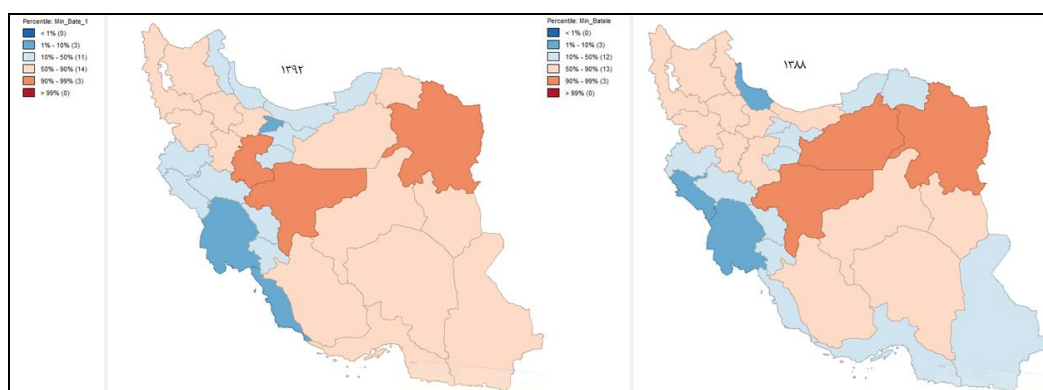 Percentile: Min_Bate_1
< 1% (0)
1% - 10% (3)
10% - 50% (11)
50% - 90% (14)
90% - 99% (3)
> 99% (0)
۱۳۹۲
Percentile: Min_Batele
< 1% (0)
1% - 10% (3)
10% - 50% (12)
50% - 90% (13)
90% - 99% (3)
> 99% (0)
۱۳۸۸